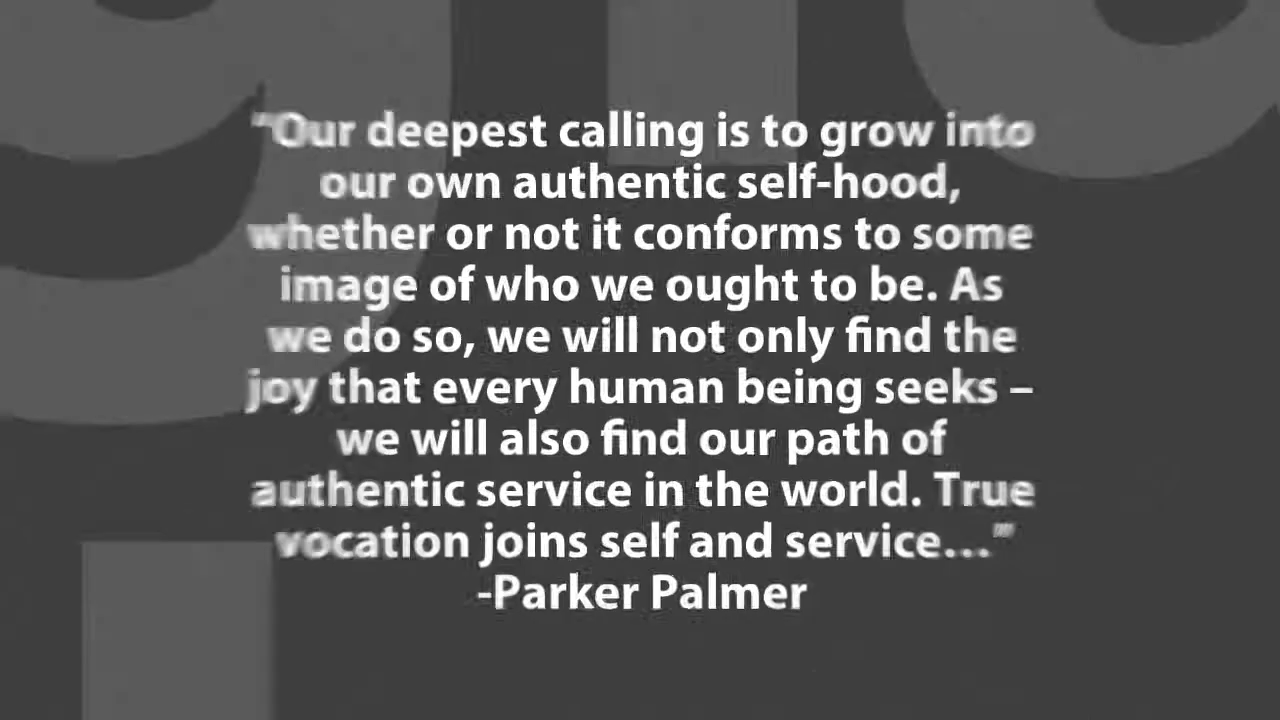 "Our deepest calling is to grow into
our own authentic self-hood,
whether or not it conforms to some
image of who we ought to be. As
we do so, we will not only find the
joy that every human being seeks –
we will also find our path of
authentic service in the world. True
vocation joins self and service..."
-Parker Palmer